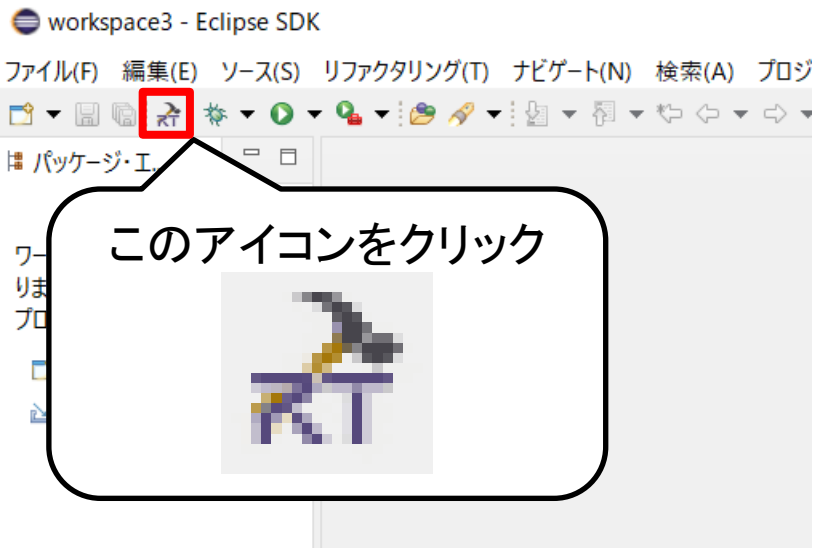 workspace3 - Eclipse SDK
ファイル(F) 編集(E) ソース(S) リファクタリング(T) ナビゲート(N) 検索(A) プロジ
RT
パッケージ・エ...
このアイコンをクリック
ワー
りま
プロ
RT